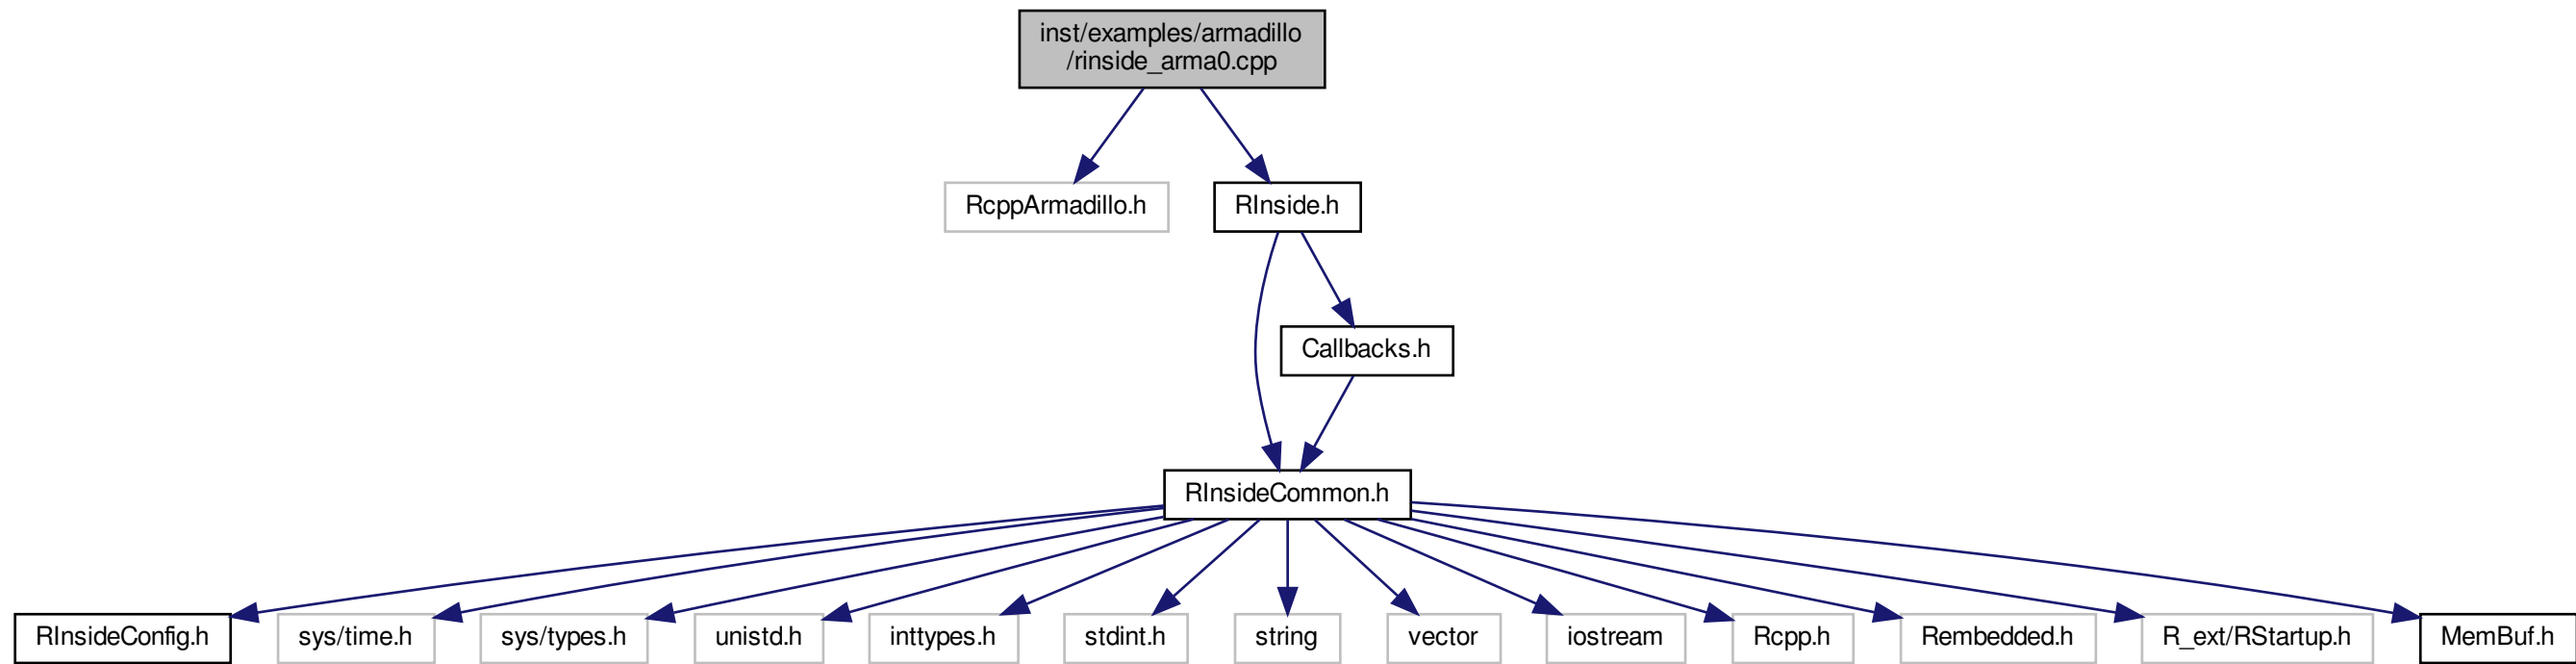 inst/examples/armadillo
/rinside_arma0.cpp
RcppArmadillo.h
RInside.h
Callbacks.h
RInsideCommon.h
RInsideConfig.h
sys/time.h
sys/types.h
unistd.h
inttypes.h
stdint.h
string
vector
iostream
Rcpp.h
Rembedded.h
R_ext/RStartup.h
MemBuf.h